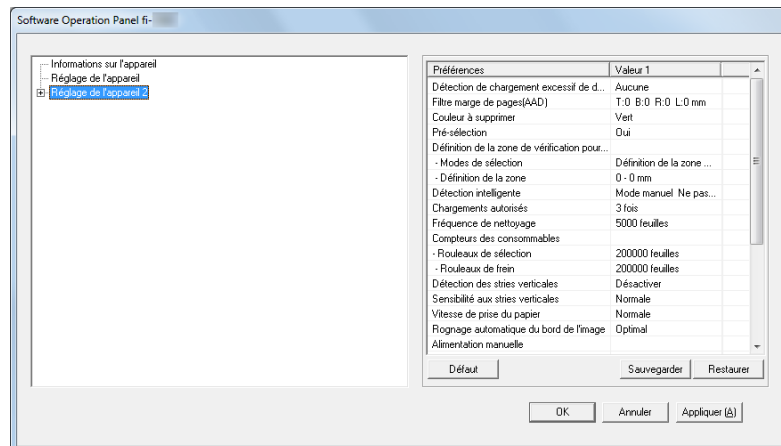 Software Operation Panel fi-
Informations sur l'appareil
Réglage de l'appareil
Réglage de l'appareil 2
Préférences Valeur 1
Détection de chargement excessif de d... Aucune
Filtre marge de pages(AAD) T:0 B:0 R:0 L:0 mm
Couleur à supprimer Vert
Pré-sélection Oui
Définition de la zone de vérification pour...
- Modes de sélection Définition de la zone ...
- Définition de la zone 0 - 0 mm
Détection intelligente Mode manuel Ne pas...
Chargements autorisés 3 fois
Fréquence de nettoyage 5000 feuilles
Compteurs des consommables
- Rouleaux de sélection 200000 feuilles
- Rouleaux de frein 200000 feuilles
Détection des stries verticales Désactiver
Sensibilité aux stries verticales Normale
Vitesse de prise du papier Normale
Rognage automatique du bord de l'image Optimal
Alimentation manuelle
Défaut Sauvegarder Restaurer
OK Annuler Appliquer (A)